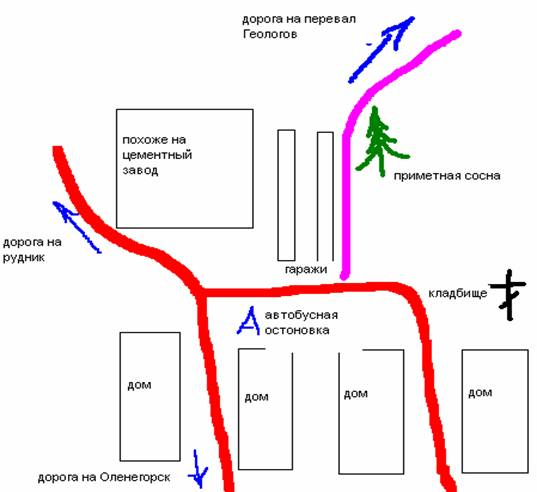 дорога на перевал
Геологов
похоже на
цементный
завод
приметная сосна
дорога на
рудник
гаражи
кладбище
А автобусная
остоновка
дом
дом
дом
дом
дорога на Оленегорск